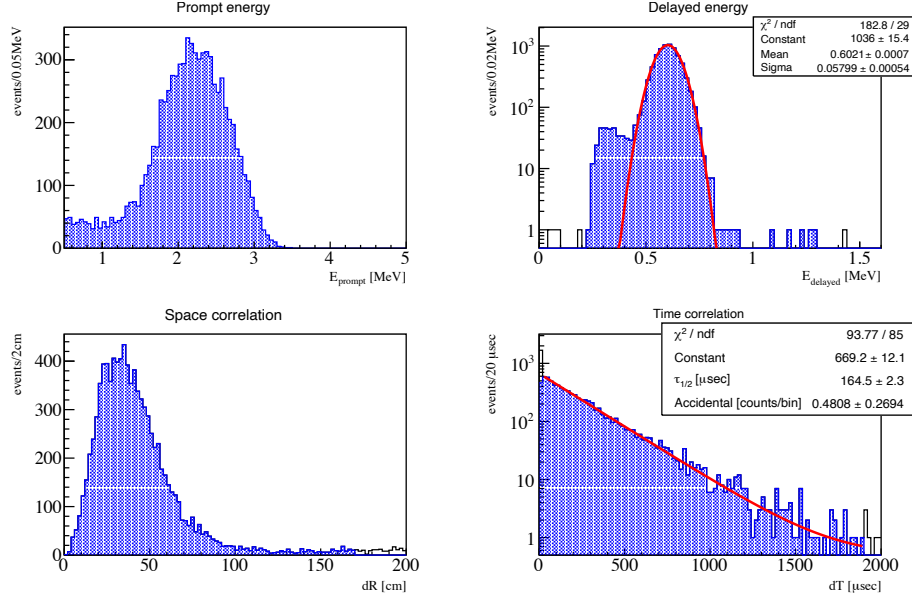 Prompt energy
events/0.05MeV
300
200
100
0
1
2
3
4
5
E_prompt [MeV]
Delayed energy
χ² / ndf 182.8 / 29
Constant 1036 ± 15.4
Mean 0.6021± 0.0007
Sigma 0.05799 ± 0.00054
events/0.02MeV
10³
10²
10
1
0
0.5
1
1.5
E_delayed [MeV]
Space correlation
events/2cm
400
300
200
100
0
0
50
100
150
200
dR [cm]
Time correlation
χ² / ndf 93.77 / 85
Constant 669.2 ± 12.1
τ_1/2 [μsec] 164.5 ± 2.3
Accidental [counts/bin] 0.4808 ± 0.2694
events/20 μsec
10³
10²
10
1
0
500
1000
1500
2000
dT [μsec]